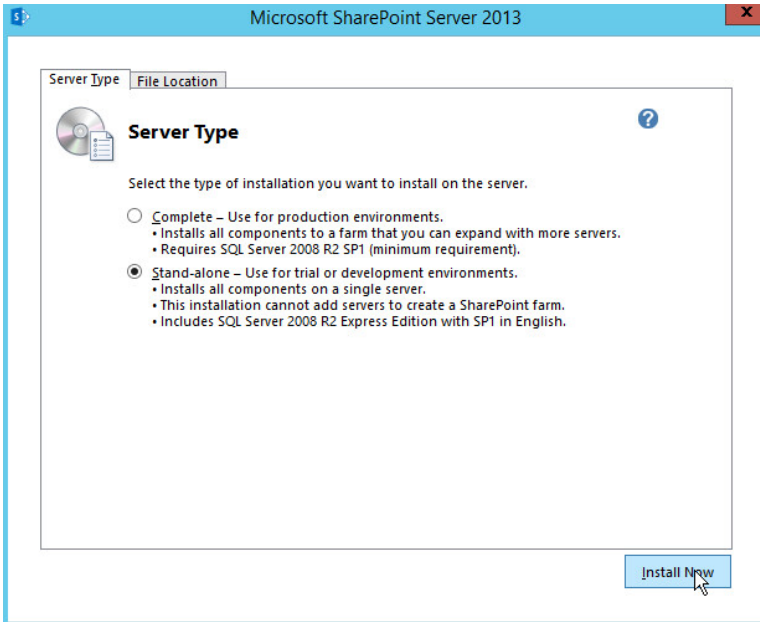 Microsoft SharePoint Server 2013
Server Type
File Location
Server Type
Select the type of installation you want to install on the server.
Complete – Use for production environments.
• Installs all components to a farm that you can expand with more servers.
• Requires SQL Server 2008 R2 SP1 (minimum requirement).
Stand-alone – Use for trial or development environments.
• Installs all components on a single server.
• This installation cannot add servers to create a SharePoint farm.
• Includes SQL Server 2008 R2 Express Edition with SP1 in English.
Install Now